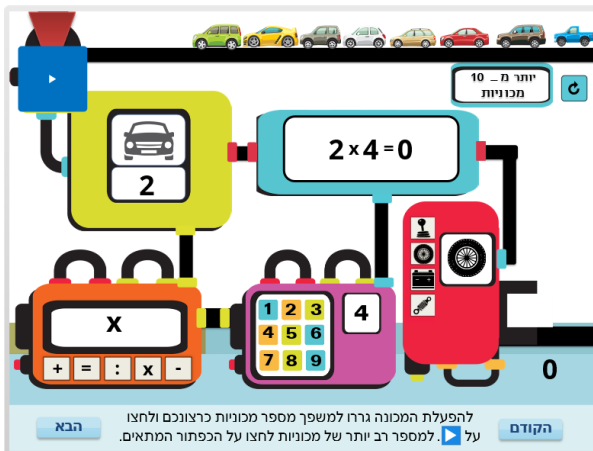 יותר מ _ 10
מכוניות
2
2 x 4 = 0
x
+ = : x -
1 2 3
4 5 6
7 8 9
4
0
להפעלת המכונה גררו למשפך מספר מכוניות כרצונכם ולחצו
על . למספר רב יותר של מכוניות לחצו על הכפתור המתאים.
הקודם
הבא